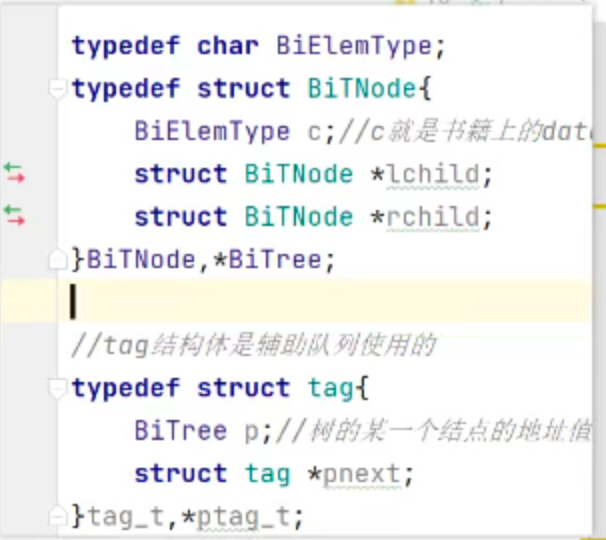 typedef char BiElemType;
typedef struct BiTNode{
BiElemType c;//c就是书籍上的data
struct BiTNode *lchild;
struct BiTNode *rchild;
}BiTNode,*BiTree;
//tag结构体是辅助队列使用的
typedef struct tag{
BiTree p;//树的某一个结点的地址值
struct tag *pnext;
}tag_t,*ptag_t;